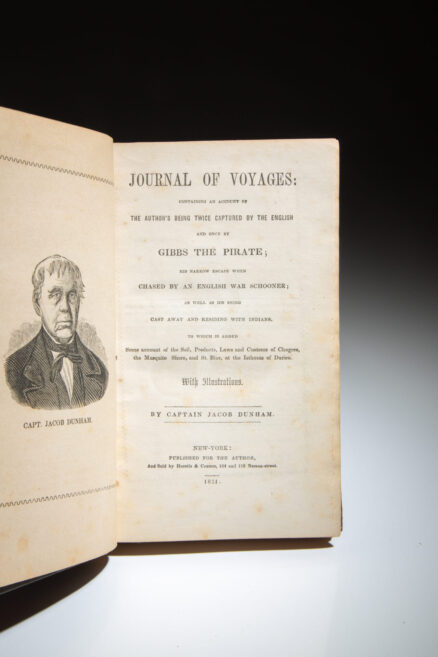 CAPT. JACOB DUNHAM.
JOURNAL OF VOYAGES:
CONTAINING AN ACCOUNT OF
THE AUTHOR'S BEING TWICE CAPTURED BY THE ENGLISH
AND ONCE BY
GIBBS THE PIRATE;
HIS NARROW ESCAPE WHEN
CHASED BY AN ENGLISH WAR SCHOONER;
AS WELL AS HIS BEING
CAST AWAY AND RESIDING WITH INDIANS.
TO WHICH IS ADDED
Some account of the Soil, Products, Laws and Customs of Chagres,
the Musquito Shore, and St. Blas, at the Isthmus of Darien.
With Illustrations.
BY CAPTAIN JACOB DUNHAM.
NEW-YORK:
PUBLISHED FOR THE AUTHOR,
And Sold by Huestis & Cozans, 104 and 106 Nassau-street.
1851.